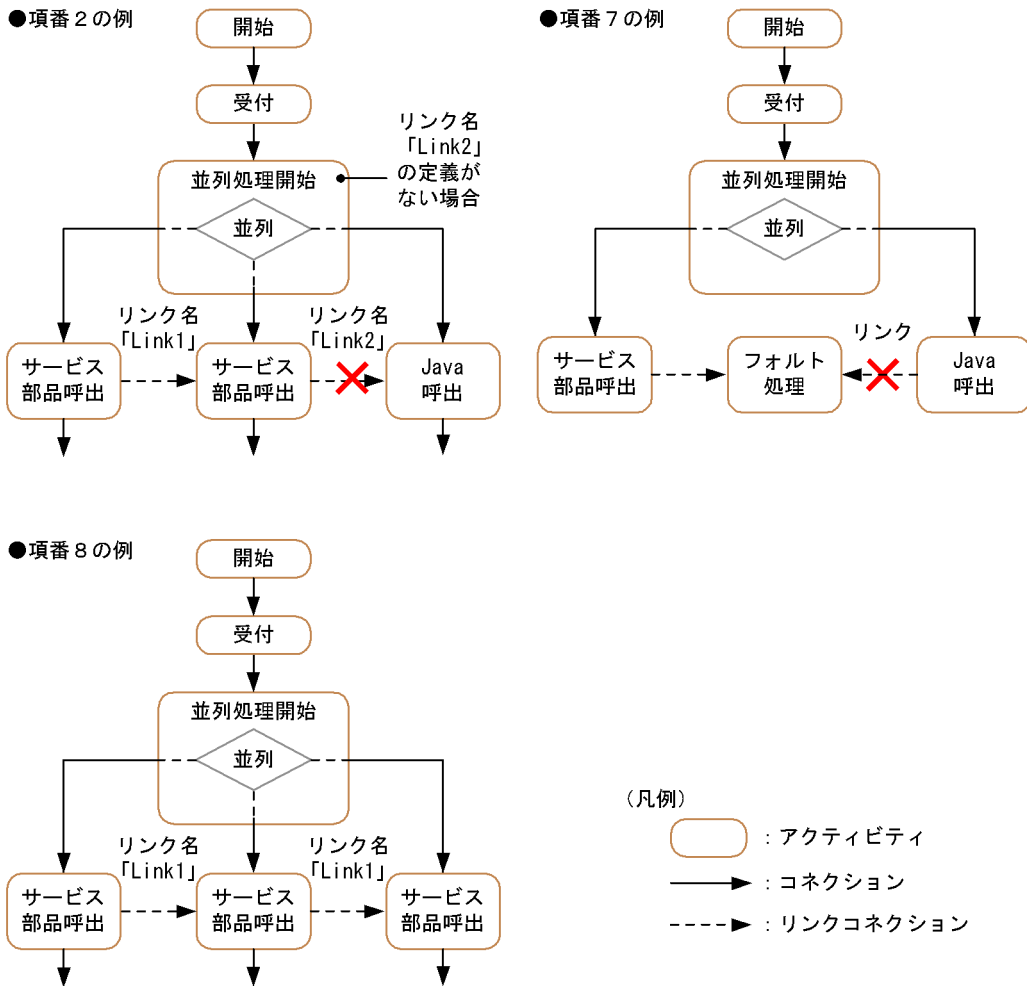 ●項番２の例
開始
受付
リンク名
「Link2」
の定義が
ない場合
並列処理開始
並列
リンク名
「Link1」
リンク名
「Link2」
サービス
部品呼出
サービス
部品呼出
Java
呼出
●項番７の例
開始
受付
並列処理開始
並列
リンク
サービス
部品呼出
フォルト
処理
Java
呼出
●項番８の例
開始
受付
並列処理開始
並列
リンク名
「Link1」
リンク名
「Link1」
サービス
部品呼出
サービス
部品呼出
サービス
部品呼出
（凡例）
：アクティビティ
：コネクション
：リンクコネクション